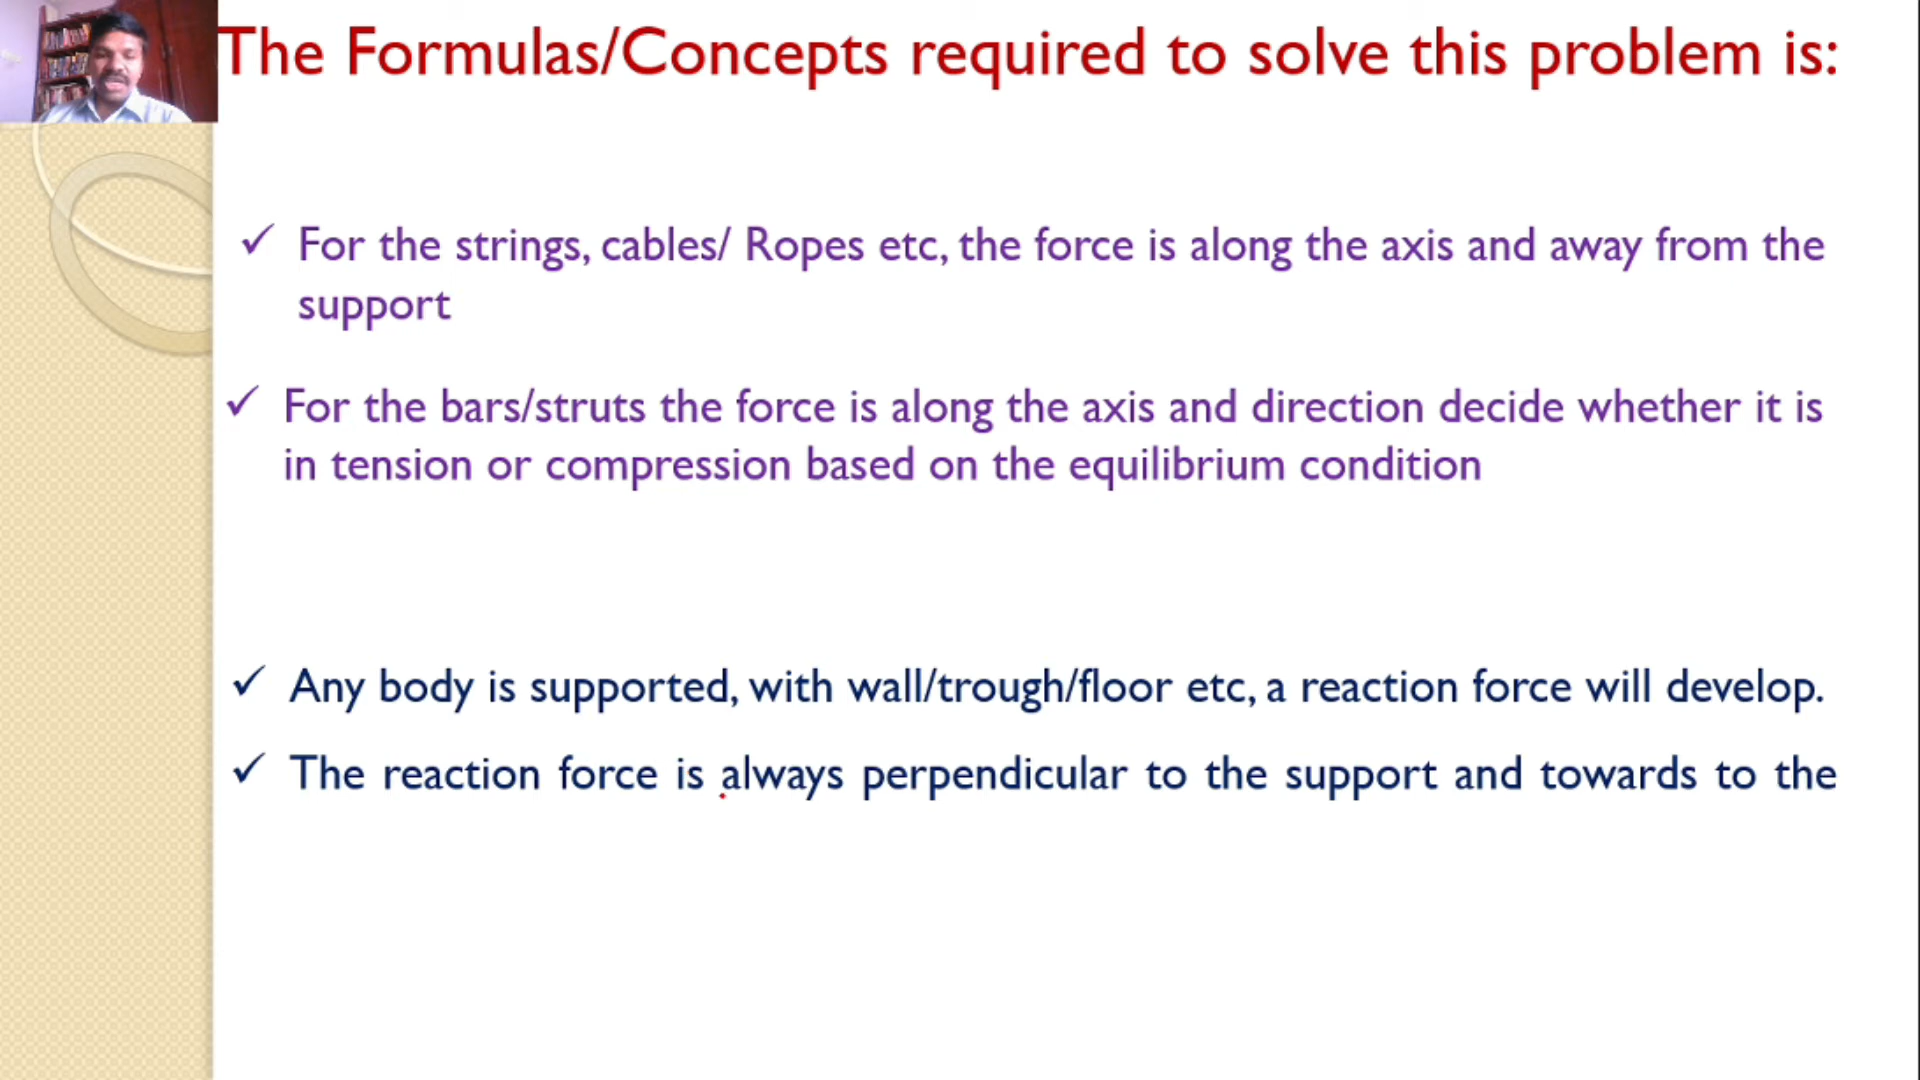 The Formulas/Concepts required to solve this problem is:
✓ For the strings, cables/ Ropes etc, the force is along the axis and away from the
support
✓ For the bars/struts the force is along the axis and direction decide whether it is
in tension or compression based on the equilibrium condition
✓ Any body is supported, with wall/trough/floor etc, a reaction force will develop.
✓ The reaction force is always perpendicular to the support and towards to the